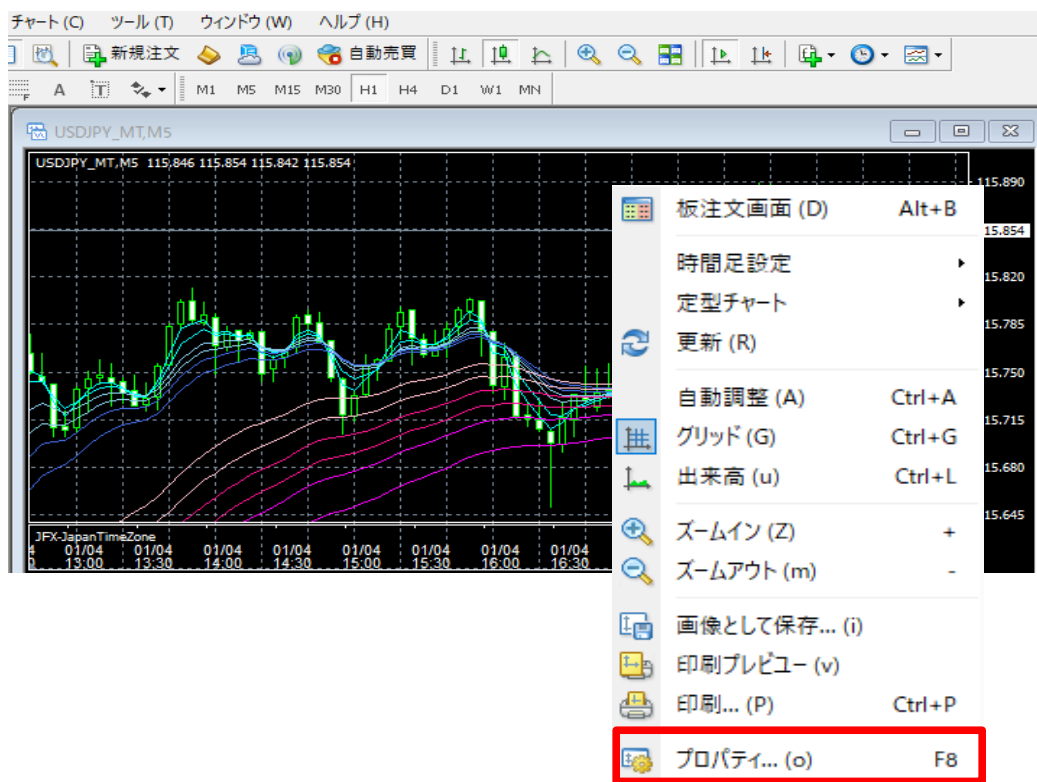 チャート (C) ツール (T) ウィンドウ (W) ヘルプ (H)
新規注文 自動売買
F A T M1 M5 M15 M30 H1 H4 D1 W1 MN
USDJPY_MT,M5
USDJPY_MT,M5 115.846 115.854 115.842 115.854
115.890
15.854
15.820
15.785
15.750
15.715
15.680
15.645
JFX-JapanTimeZone
01/04 01/04 01/04 01/04 01/04 01/04 01/04 01/04
13:00 13:30 14:00 14:30 15:00 15:30 16:00 16:30
板注文画面 (D) Alt+B
時間足設定
定型チャート
更新 (R)
自動調整 (A) Ctrl+A
グリッド (G) Ctrl+G
出来高 (u) Ctrl+L
ズームイン (Z) +
ズームアウト (m) -
画像として保存... (i)
印刷プレビュー (v)
印刷... (P) Ctrl+P
プロパティ... (o) F8